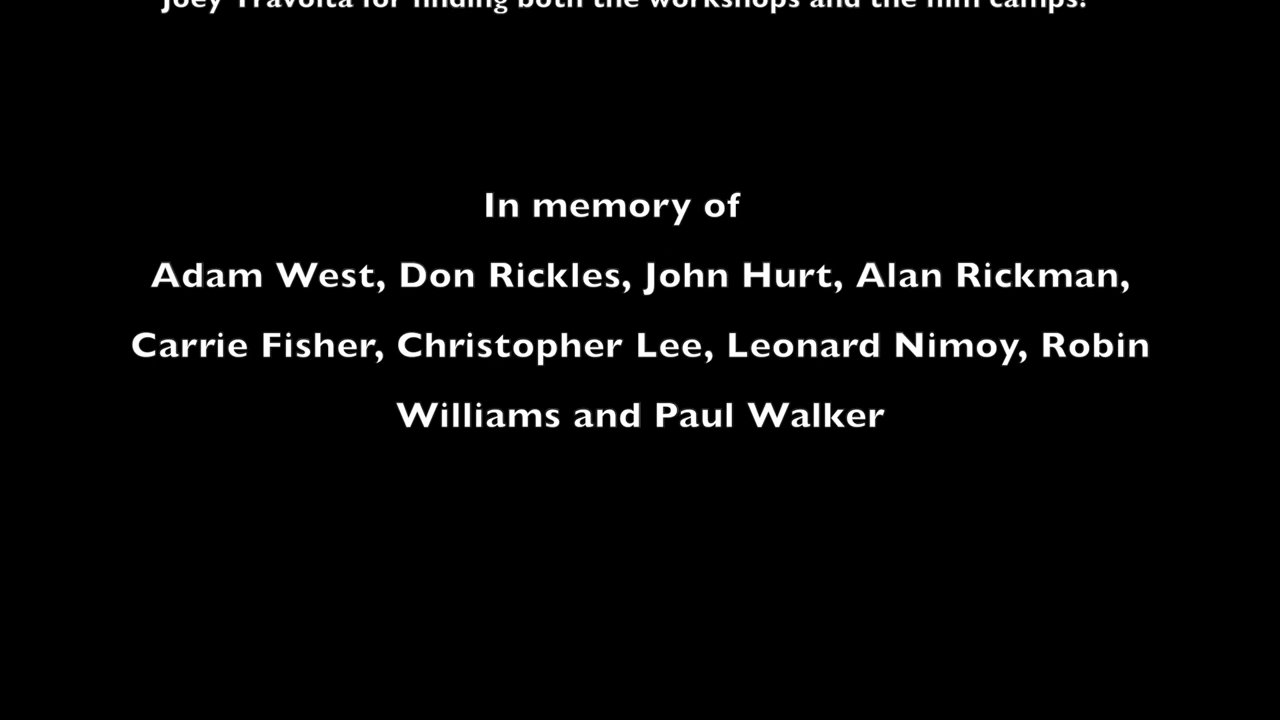 Joey Travolta for finding both the workshops and the film camps!
In memory of
Adam West, Don Rickles, John Hurt, Alan Rickman,
Carrie Fisher, Christopher Lee, Leonard Nimoy, Robin
Williams and Paul Walker